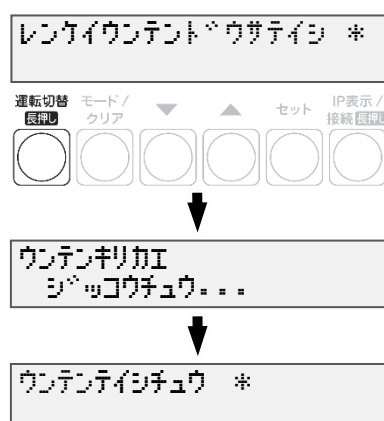 レンケイウンテンドウサテイシ *
運転切替
長押し
モード/
クリア
セット
IP表示/
接続 長押し
ウンテンキリカエ
ジッコウチュウ...
ウンテンテイシチュウ *